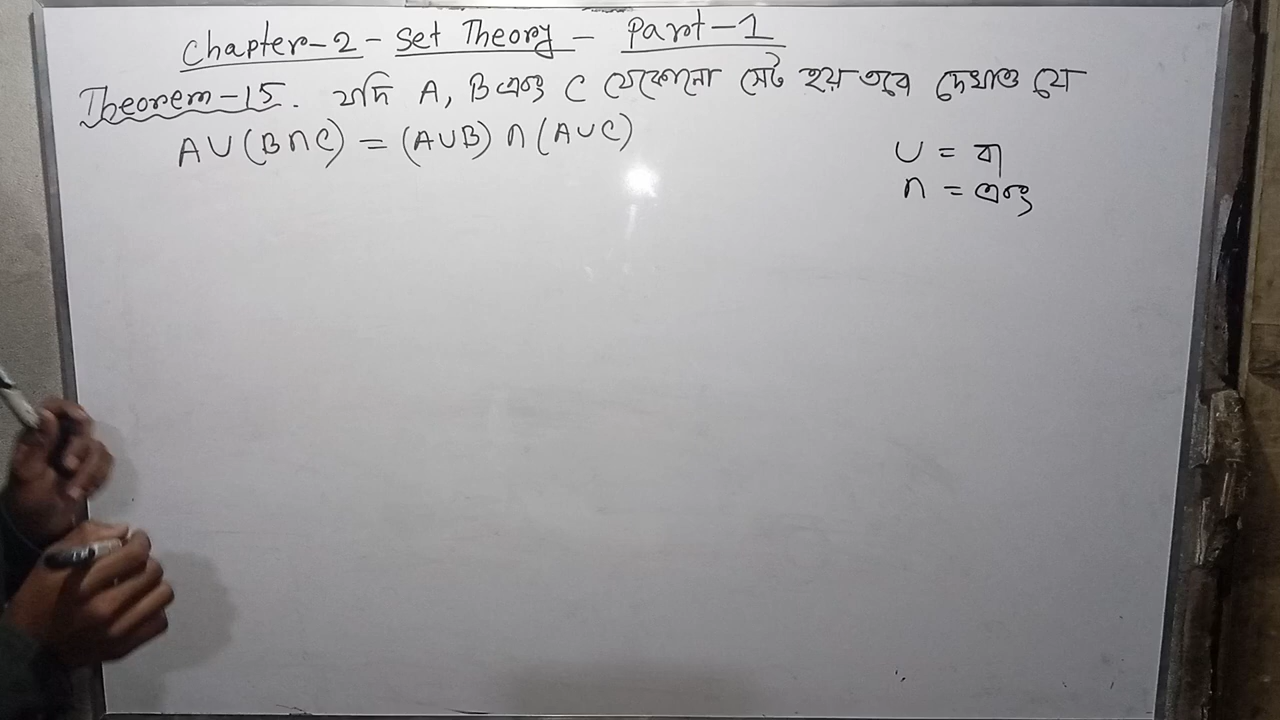 Chapter-2-Set Theory - Part-1
Theorem-15. যদি A, B এবং C যেকোনো সেট হয় তবে দেখাও যে
A∪(B∩C) = (A∪B) ∩ (A∪C)
∪ = বা
∩ = এবং